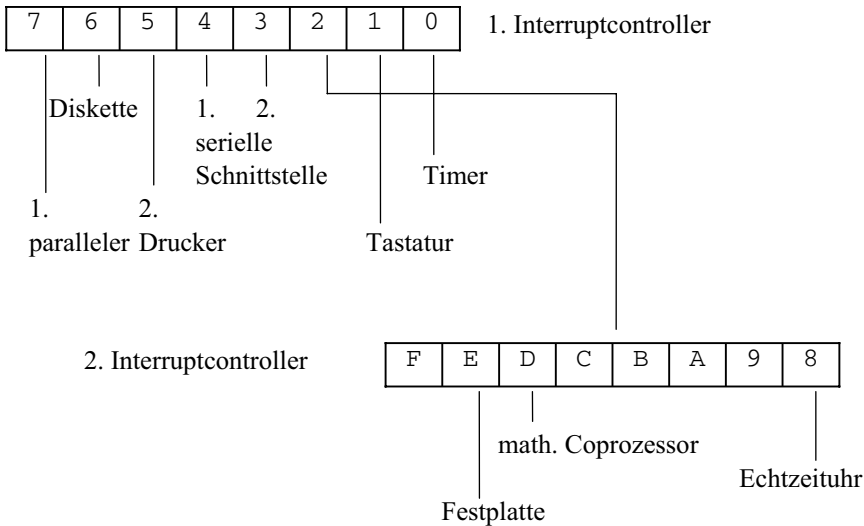 7 6 5 4 3 2 1 0 1. Interruptcontroller
Diskette 1. 2.
serielle
Schnittstelle Timer
1. 2.
paralleler Drucker Tastatur
2. Interruptcontroller F E D C B A 9 8
math. Coprozessor
Echtzeituhr
Festplatte